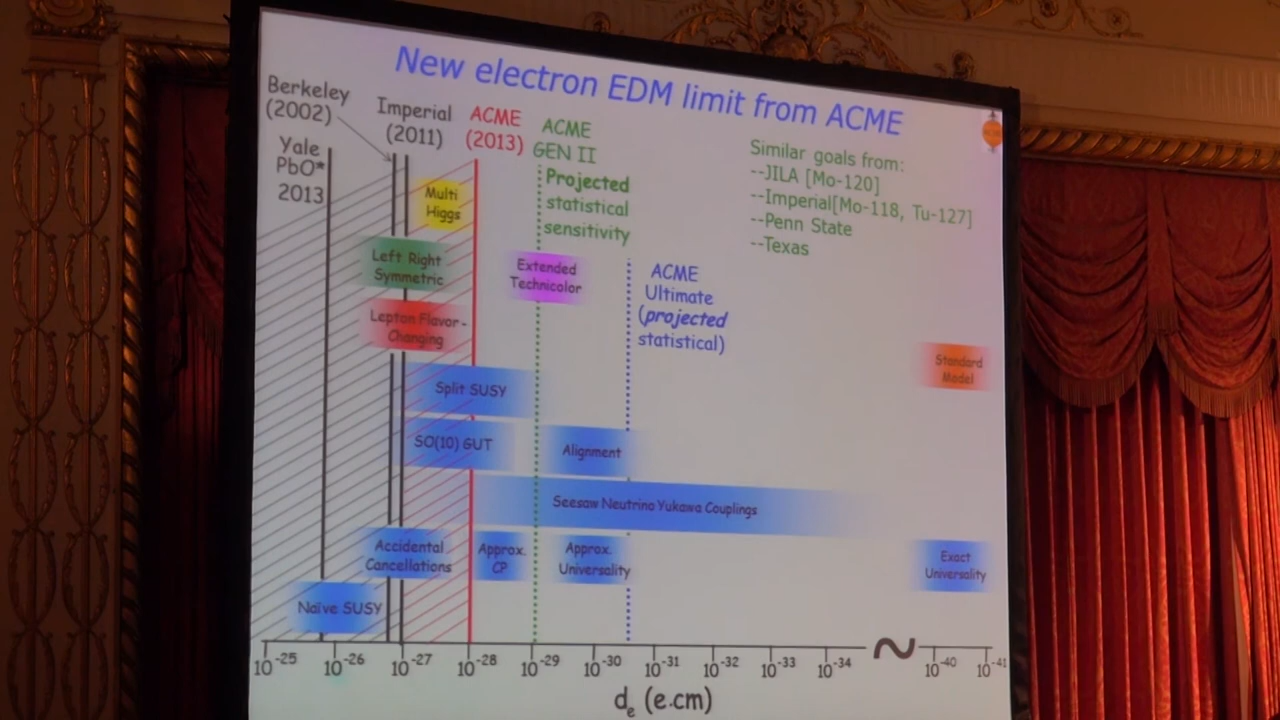 New electron EDM limit from ACME
Berkeley
(2002)
Imperial
(2011)
ACME
(2013)
ACME
GEN II
Projected
statistical
sensitivity
Yale
PbO*
2013
Similar goals from:
--JILA [Mo-120]
--Imperial[Mo-118, Tu-127]
--Penn State
--Texas
Multi
Higgs
Left Right
Symmetric
Extended
Technicolor
ACME
Ultimate
(projected
statistical)
Lepton Flavor-
Changing
Standard
Model
Split SUSY
SO(10) GUT
Alignment
Seesaw Neutrino Yukawa Couplings
Accidental
Cancellations
Approx.
CP
Approx.
Universality
Exact
Universality
Naïve SUSY
10⁻²⁵ 10⁻²⁶ 10⁻²⁷ 10⁻²⁸ 10⁻²⁹ 10⁻³⁰ 10⁻³¹ 10⁻³² 10⁻³³ 10⁻³⁴ ~ 10⁻⁴⁰ 10⁻⁴¹
dₑ (e.cm)